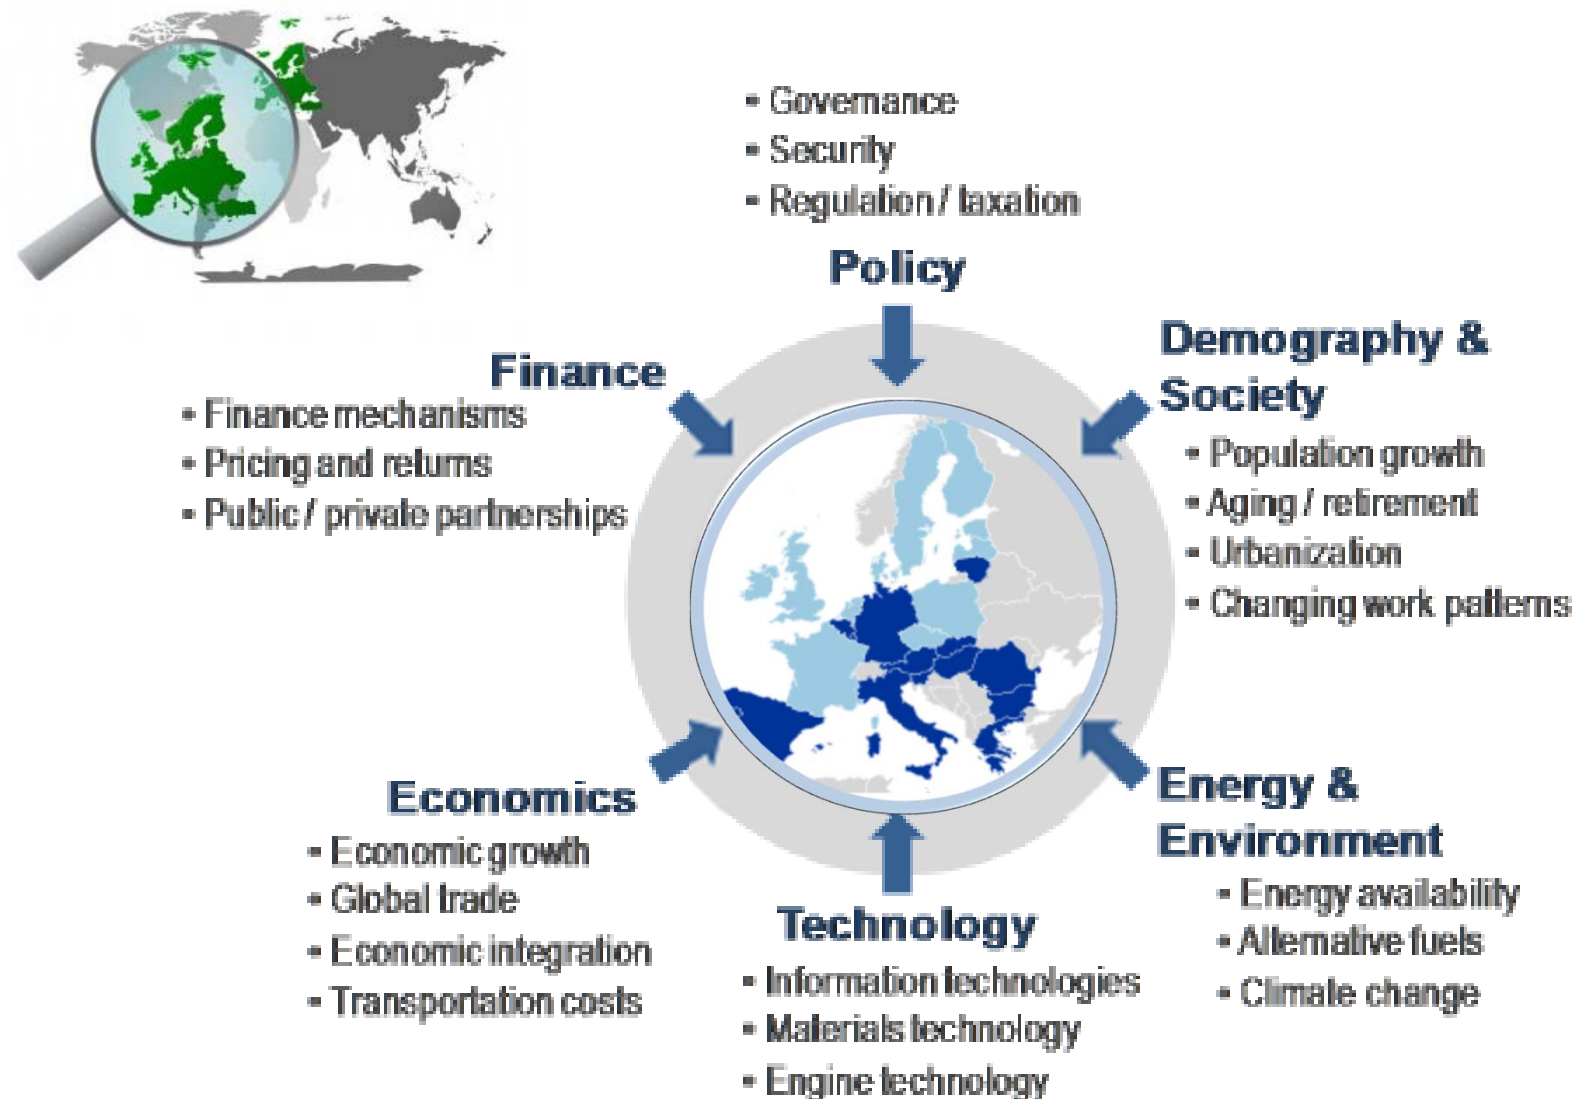 ▪ Governance
▪ Security
▪ Regulation / taxation
Policy
Finance
▪ Finance mechanisms
▪ Pricing and returns
▪ Public / private partnerships
Demography &
Society
▪ Population growth
▪ Aging / retirement
▪ Urbanization
▪ Changing work patterns
Economics
▪ Economic growth
▪ Global trade
▪ Economic integration
▪ Transportation costs
Technology
▪ Information technologies
▪ Materials technology
▪ Engine technology
Energy &
Environment
▪ Energy availability
▪ Alternative fuels
▪ Climate change